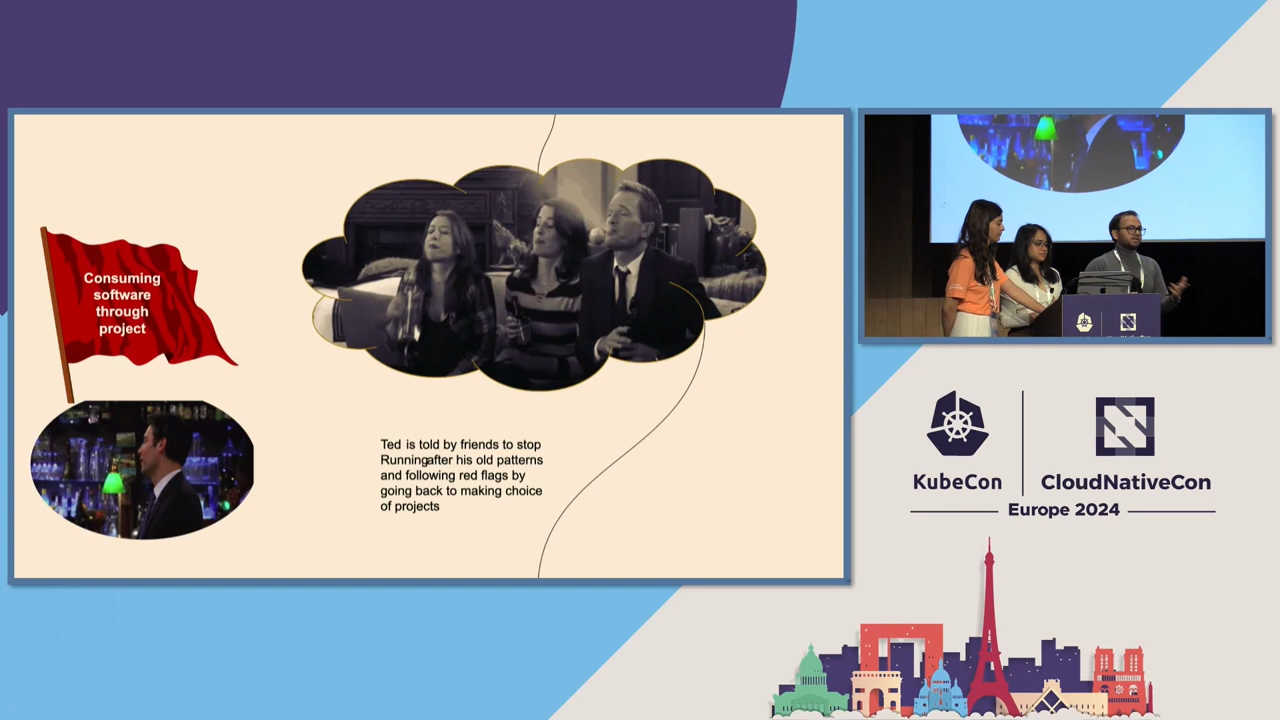 Consuming
software
through
project
Ted is told by friends to stop
Runningafter his old patterns
and following red flags by
going back to making choice
of projects
KubeCon
CloudNativeCon
Europe 2024